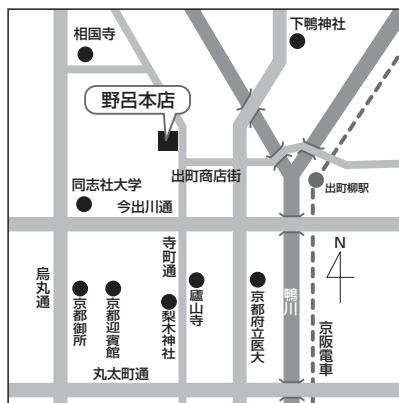 相国寺
下鴨神社
野呂本店
出町商店街
出町柳駅
同志社大学
今出川通
寺町通
烏丸通
京都御所
京都迎賓館
梨木神社
廬山寺
京都府立医大
鴨川
N
京阪電車
丸太町通